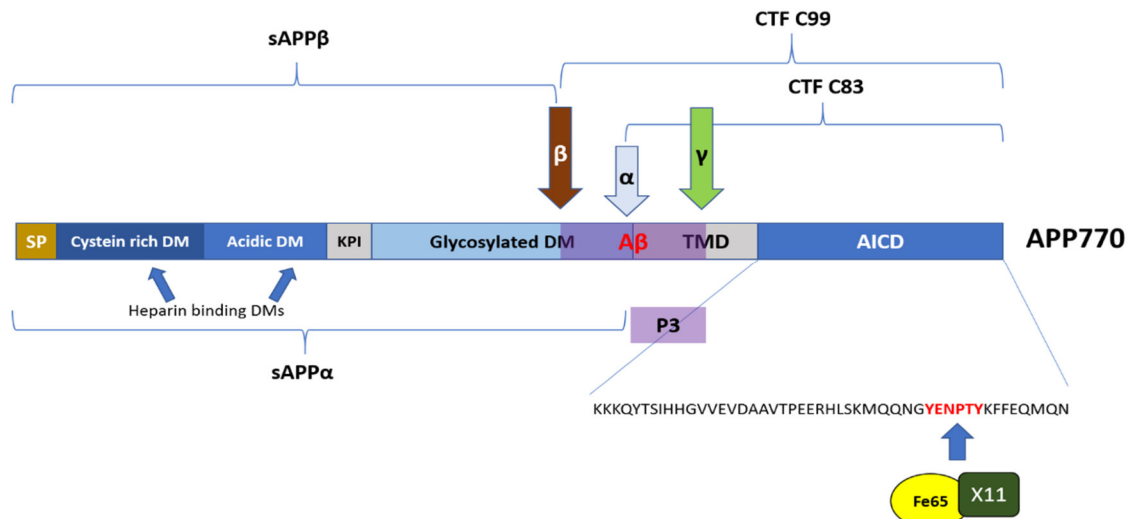 CTF C99
sAPPβ
CTF C83
β
α
γ
SP
Cystein rich DM
Acidic DM
KPI
Glycosylated DM
Aβ
TMD
AICD
APP770
Heparin binding DMs
P3
sAPPα
KKKQYTSIHHGVVEVDAAVTPEERHLSKMQQNGYENPTYKFFEQMQN
Fe65
X11